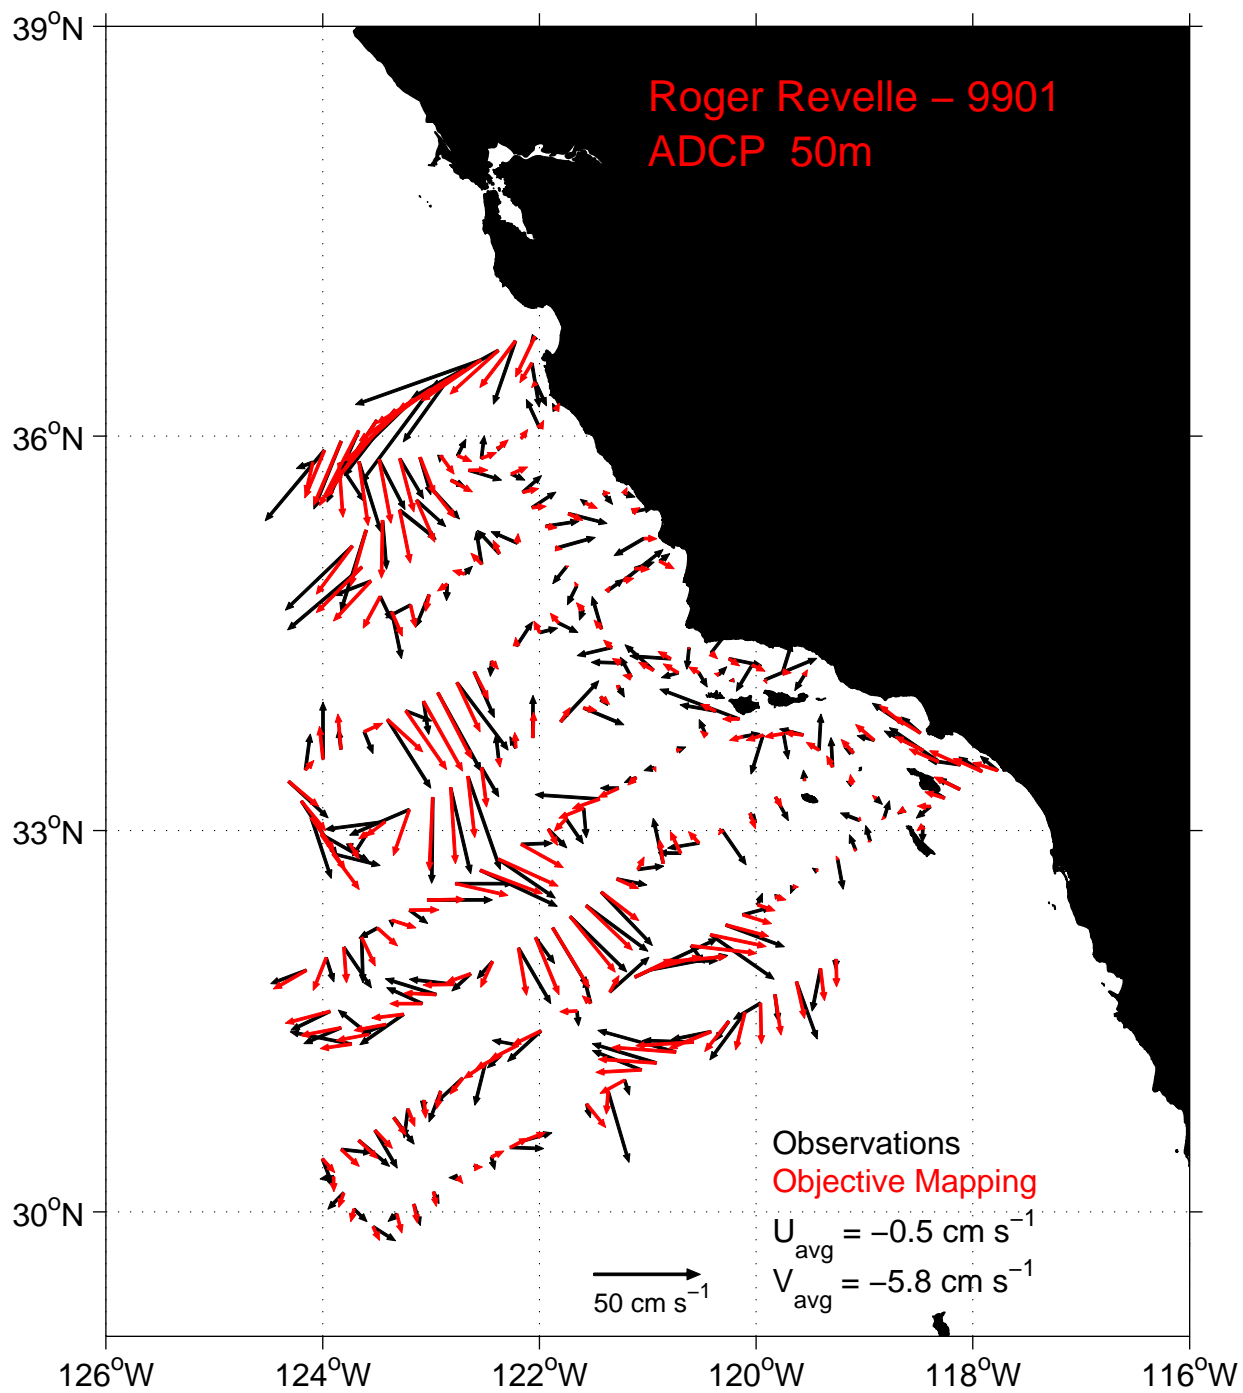 39°N
Roger Revelle – 9901
ADCP 50m
36°N
33°N
30°N
Observations
Objective Mapping
U_avg = −0.5 cm s⁻¹
V_avg = −5.8 cm s⁻¹
50 cm s⁻¹
126°W 124°W 122°W 120°W 118°W 116°W